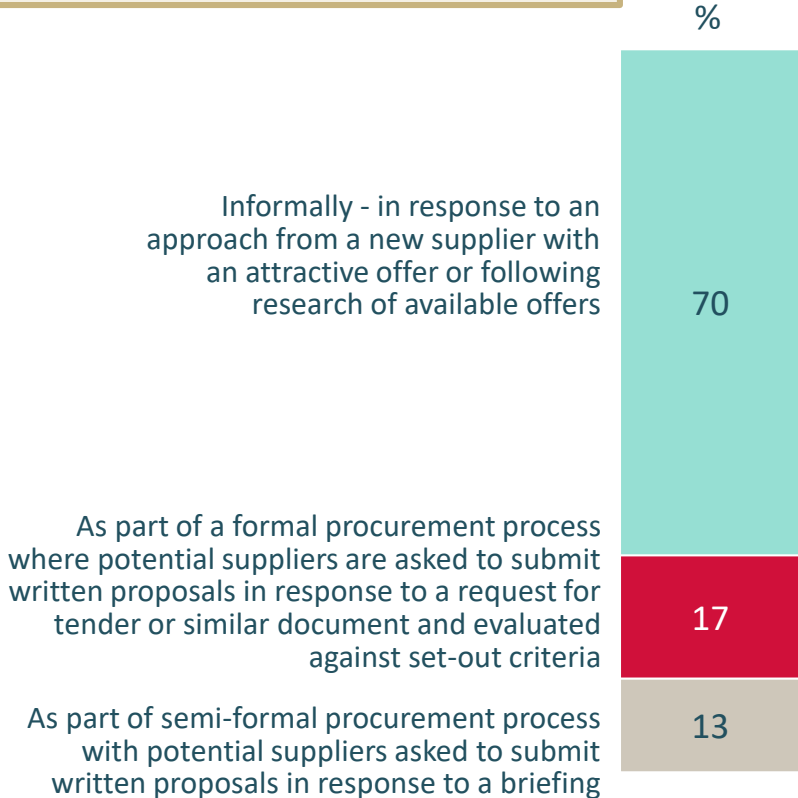 %
Informally - in response to an
approach from a new supplier with
an attractive offer or following
research of available offers
70
As part of a formal procurement process
where potential suppliers are asked to submit
written proposals in response to a request for
tender or similar document and evaluated
against set-out criteria
17
As part of semi-formal procurement process
with potential suppliers asked to submit
written proposals in response to a briefing
13